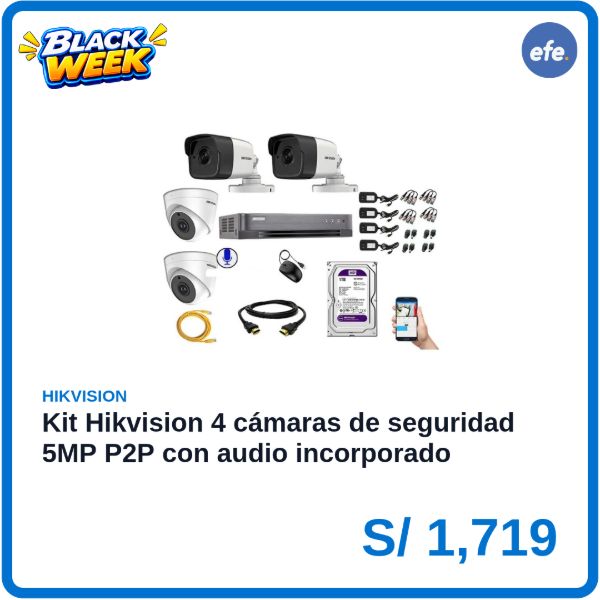 BLACK
WEEK
efe.
HIKVISION
Kit Hikvision 4 cámaras de seguridad
5MP P2P con audio incorporado
S/ 1,719